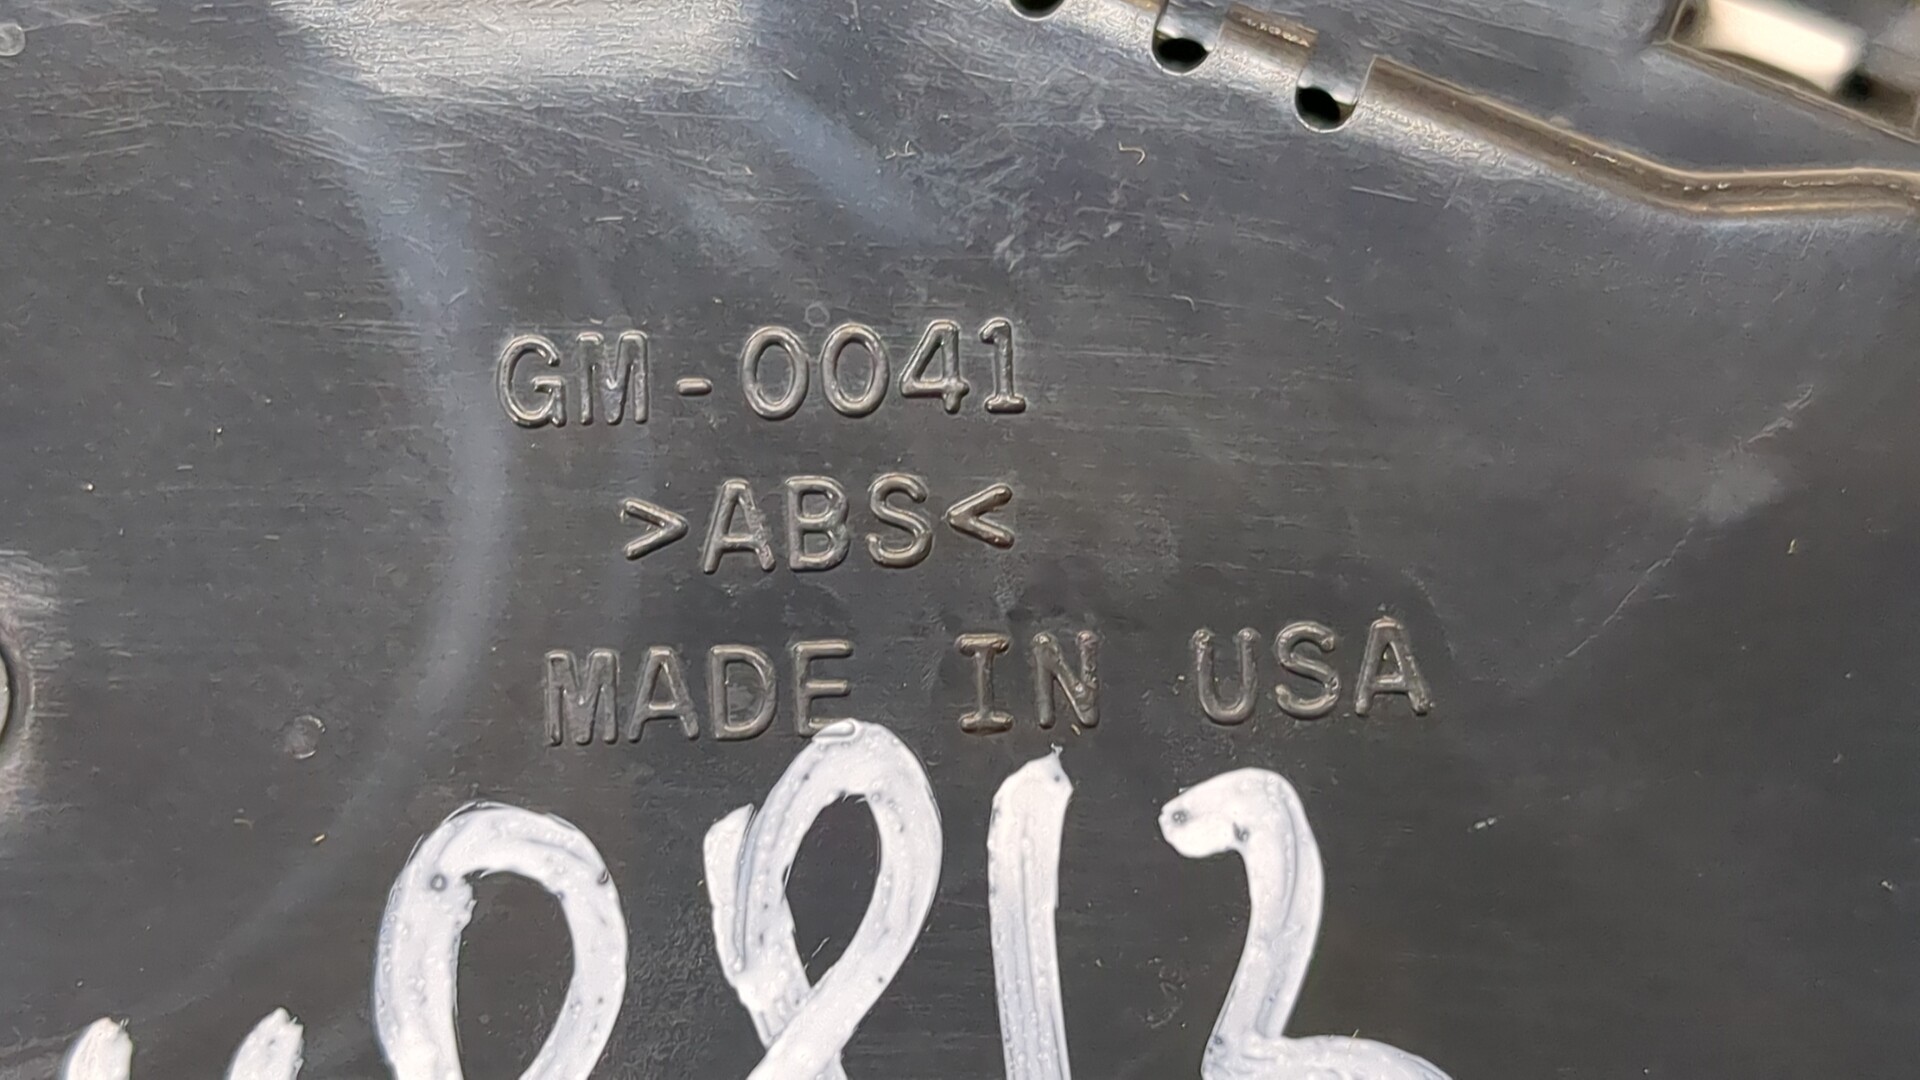 GM-0041
>ABS<
MADE IN USA